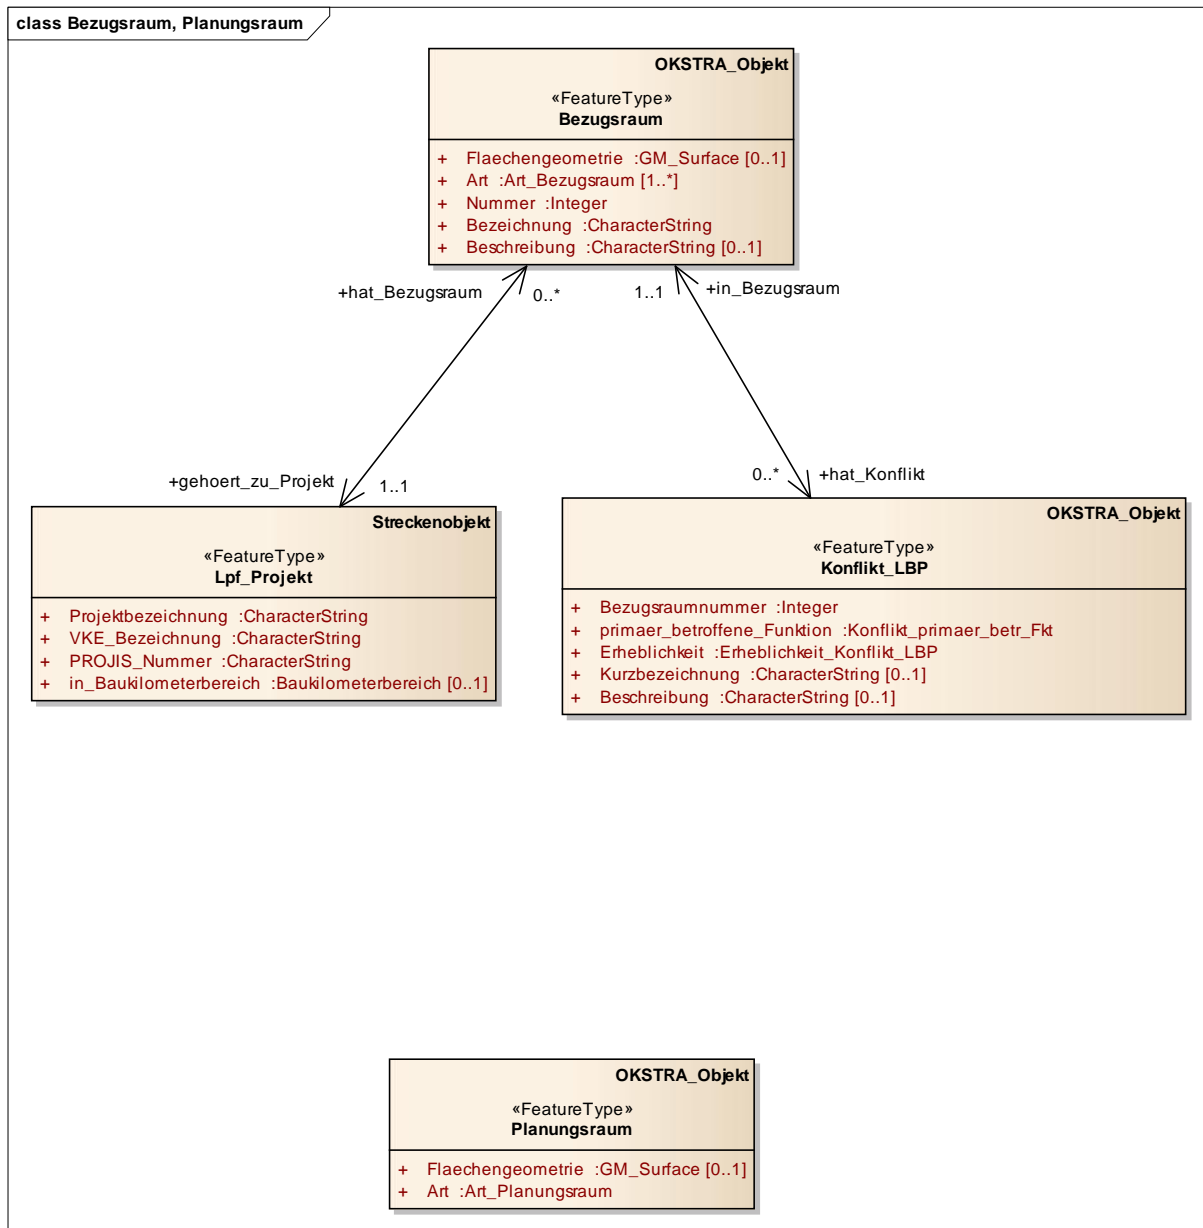 class Bezugsraum, Planungsraum
OKSTRA_Objekt
«FeatureType»
Bezugsraum
+ Flaechengeometrie :GM_Surface [0..1]
+ Art :Art_Bezugsraum [1..*]
+ Nummer :Integer
+ Bezeichnung :CharacterString
+ Beschreibung :CharacterString [0..1]
+hat_Bezugsraum
0..*
1..1
+in_Bezugsraum
+gehoert_zu_Projekt
1..1
0..*
+hat_Konflikt
Streckenobjekt
«FeatureType»
Lpf_Projekt
+ Projektbezeichnung :CharacterString
+ VKE_Bezeichnung :CharacterString
+ PROJIS_Nummer :CharacterString
+ in_Baukilometerbereich :Baukilometerbereich [0..1]
OKSTRA_Objekt
«FeatureType»
Konflikt_LBP
+ Bezugsraumnummer :Integer
+ primaer_betroffene_Funktion :Konflikt_primaer_betr_Fkt
+ Erheblichkeit :Erheblichkeit_Konflikt_LBP
+ Kurzbezeichnung :CharacterString [0..1]
+ Beschreibung :CharacterString [0..1]
OKSTRA_Objekt
«FeatureType»
Planungsraum
+ Flaechengeometrie :GM_Surface [0..1]
+ Art :Art_Planungsraum